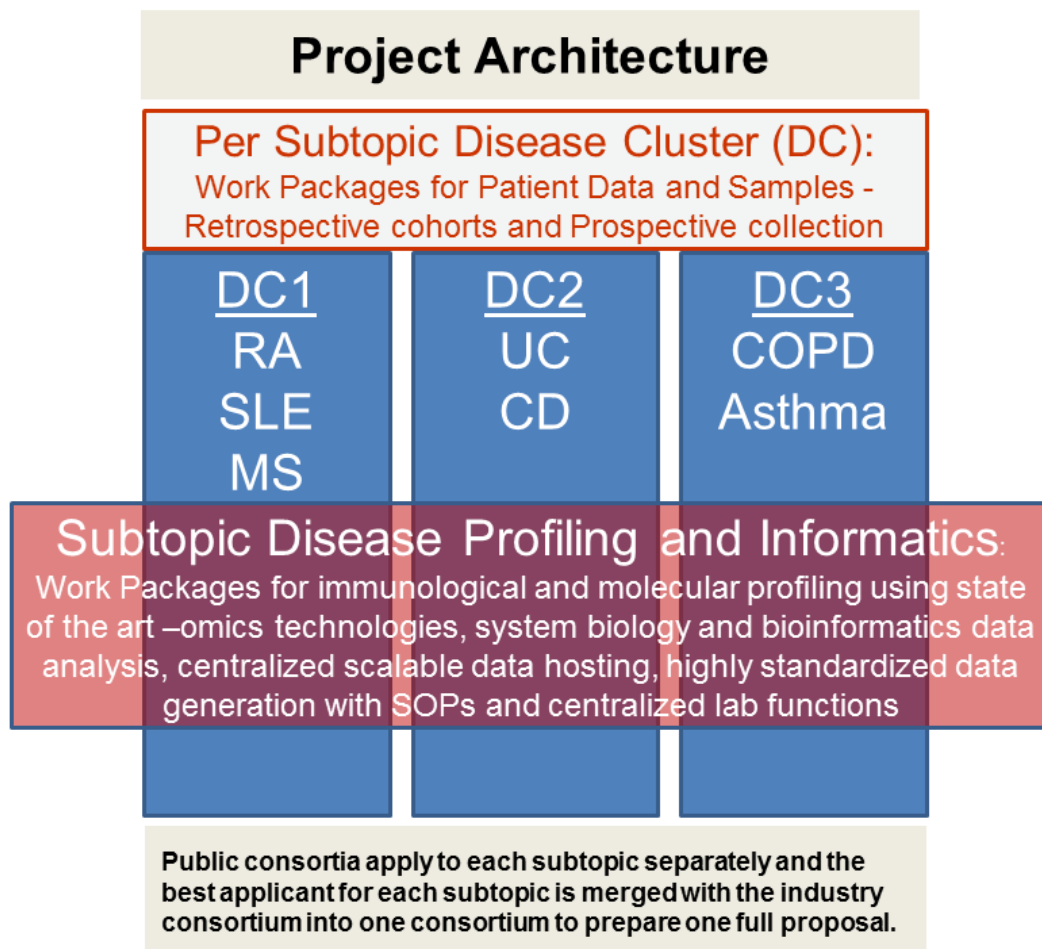 Project Architecture
Per Subtopic Disease Cluster (DC):
Work Packages for Patient Data and Samples -
Retrospective cohorts and Prospective collection
DC1
RA
SLE
MS
DC2
UC
CD
DC3
COPD
Asthma
Subtopic Disease Profiling and Informatics:
Work Packages for immunological and molecular profiling using state
of the art –omics technologies, system biology and bioinformatics data
analysis, centralized scalable data hosting, highly standardized data
generation with SOPs and centralized lab functions
Public consortia apply to each subtopic separately and the
best applicant for each subtopic is merged with the industry
consortium into one consortium to prepare one full proposal.